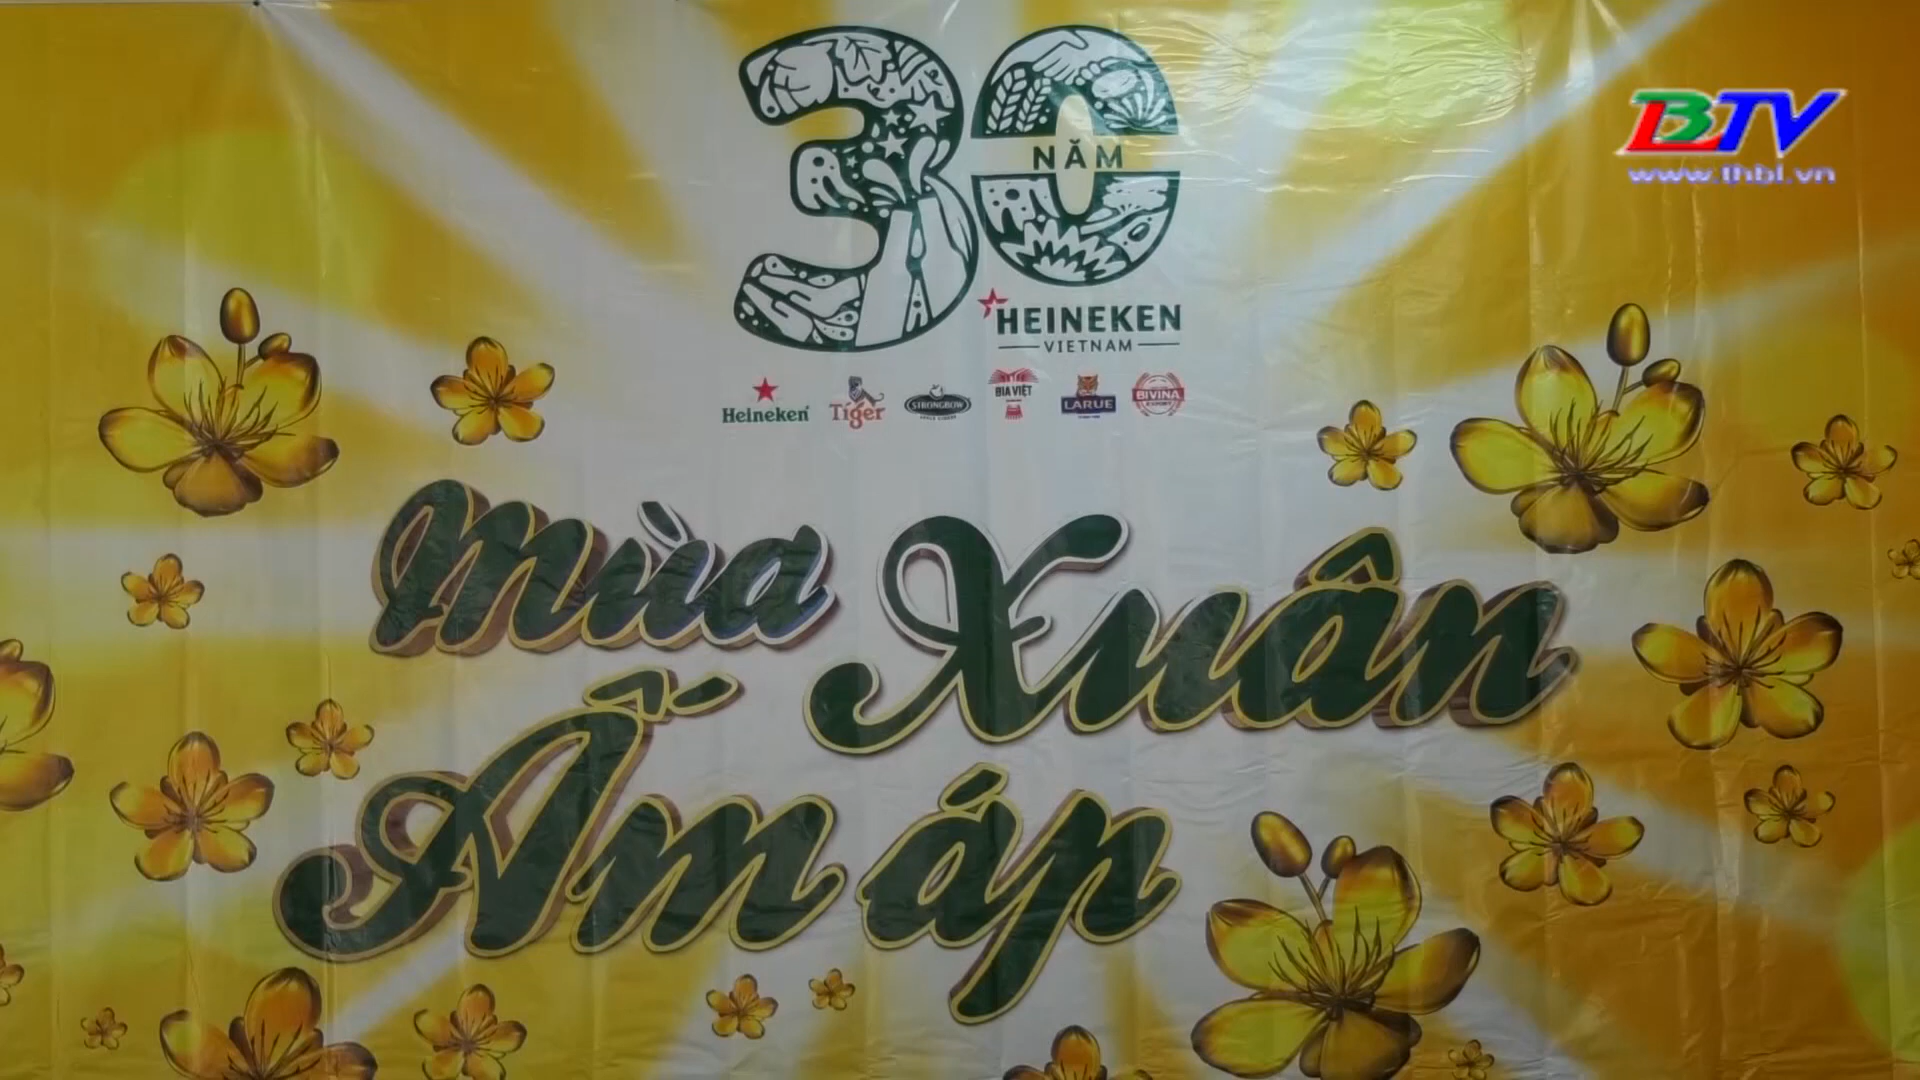 30
NĂM
HEINEKEN
VIETNAM
Heineken Tiger STRONGBOW BIA VIỆT LARUE BIVINA
EXPORT
Mùa Xuân
Ấm áp
BTV
www.thbl.vn